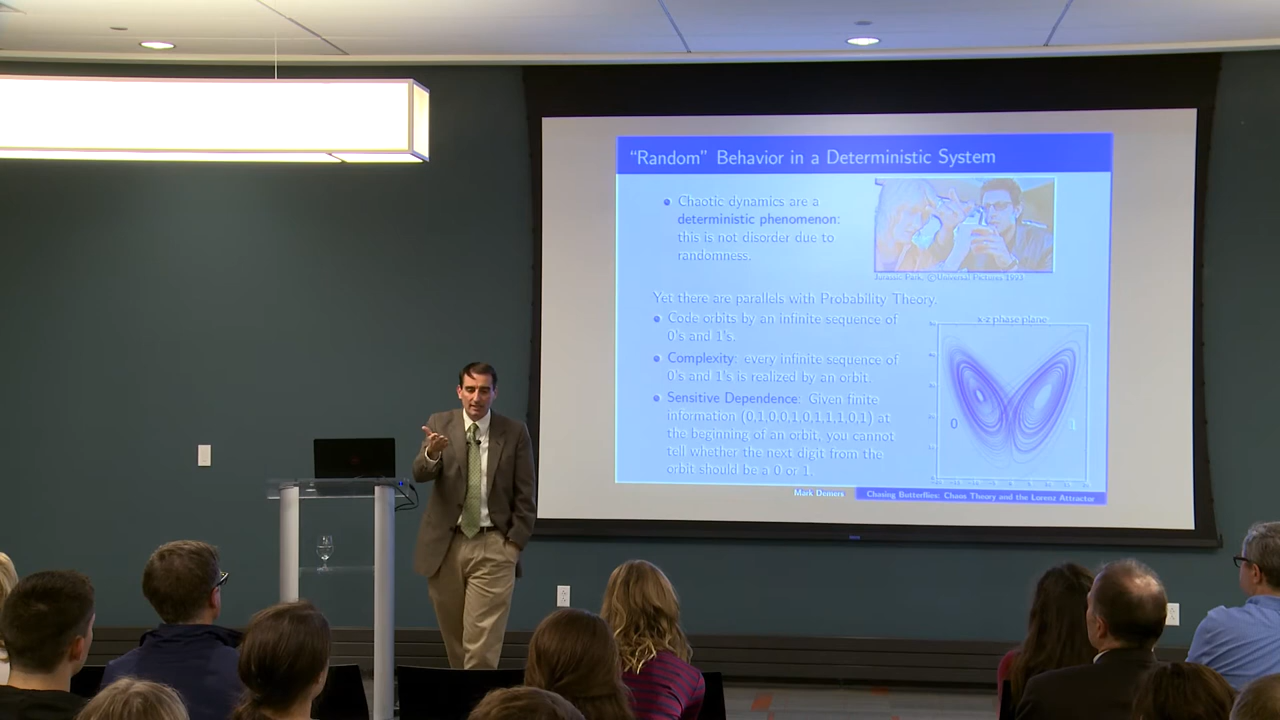 “Random” Behavior in a Deterministic System
Chaotic dynamics are a
deterministic phenomenon:
this is not disorder due to
randomness.
Jurassic Park, ©Universal Pictures 1993
Yet there are parallels with Probability Theory.
Code orbits by an infinite sequence of
0's and 1's.
Complexity: every infinite sequence of
0's and 1's is realized by an orbit.
Sensitive Dependence: Given finite
information (0,1,0,0,1,0,1,1,1,0,1) at
the beginning of an orbit, you cannot
tell whether the next digit from the
orbit should be a 0 or 1.
x-z phase plane
0
1
Mark Demers
Chasing Butterflies: Chaos Theory and the Lorenz Attractor